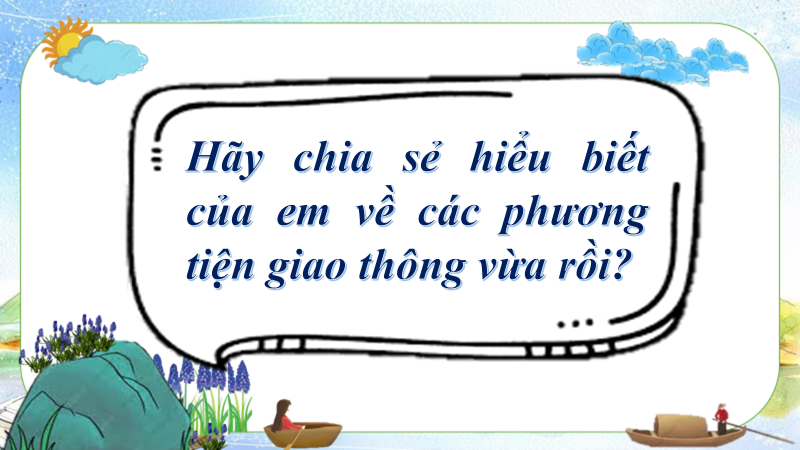 Hãy chia sẻ hiểu biết
của em về các phương
tiện giao thông vừa rồi?